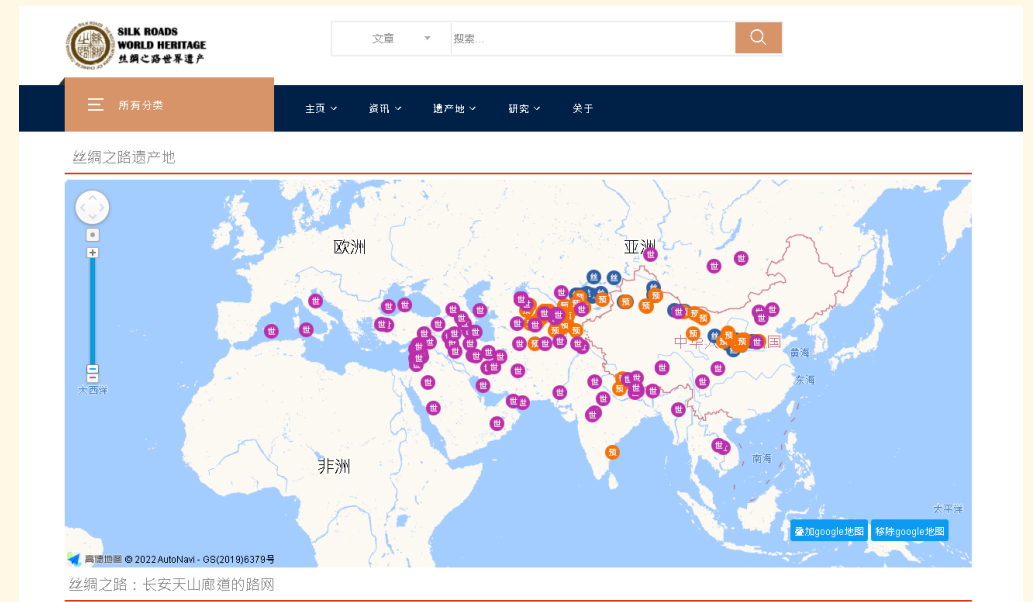 SILK ROADS
WORLD HERITAGE
丝绸之路世界遗产
文章
搜索...
所有分类
主页
资讯
遗产地
研究
关于
丝绸之路遗产地
欧洲
亚洲
中华人
国
黄海
东海
大西洋
非洲
南海
太平洋
叠加google地图
移除google地图
高德地图 © 2022 AutoNavi - GS(2019)6379号
丝绸之路：长安天山廊道的路网